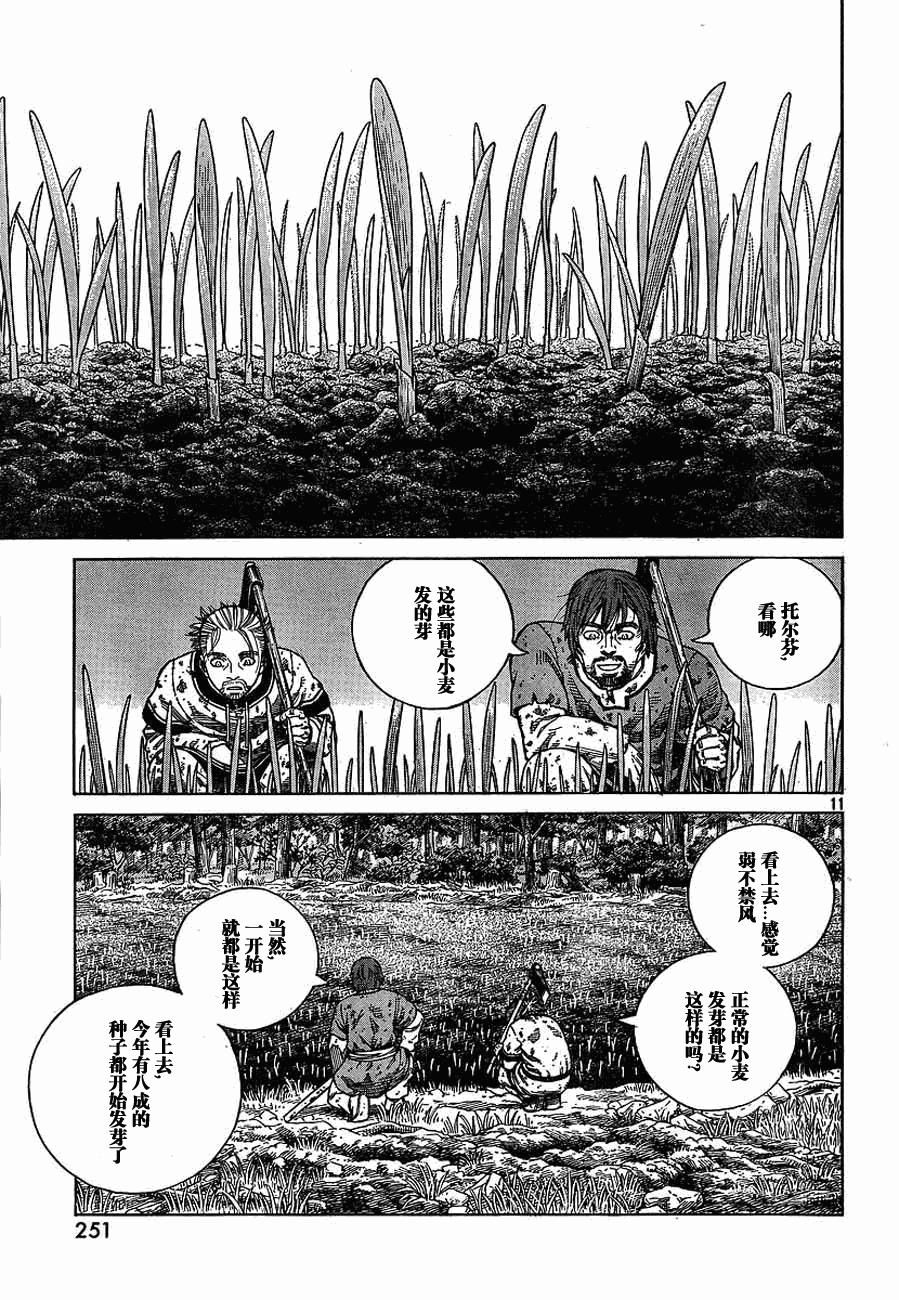 托尔芬,
看哪
这些都是小麦
发的芽
11
看上去…感觉
弱不禁风
正常的小麦
发芽都是
这样的吗?
当然,
一开始
就都是这样
看上去,
今年有八成的
种子都开始发芽了
251